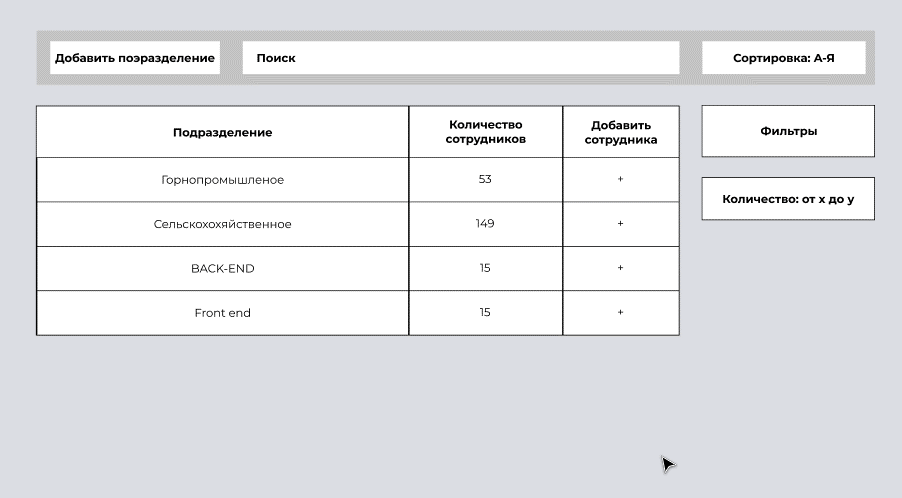 Добавить поэразделение
Поиск
Сортировка: А-Я
Подразделение
Количество
сотрудников
Добавить
сотрудника
Фильтры
Горнопромышленое
53
+
Количество: от x до y
Сельскохохяйственное
149
+
BACK-END
15
+
Front end
15
+